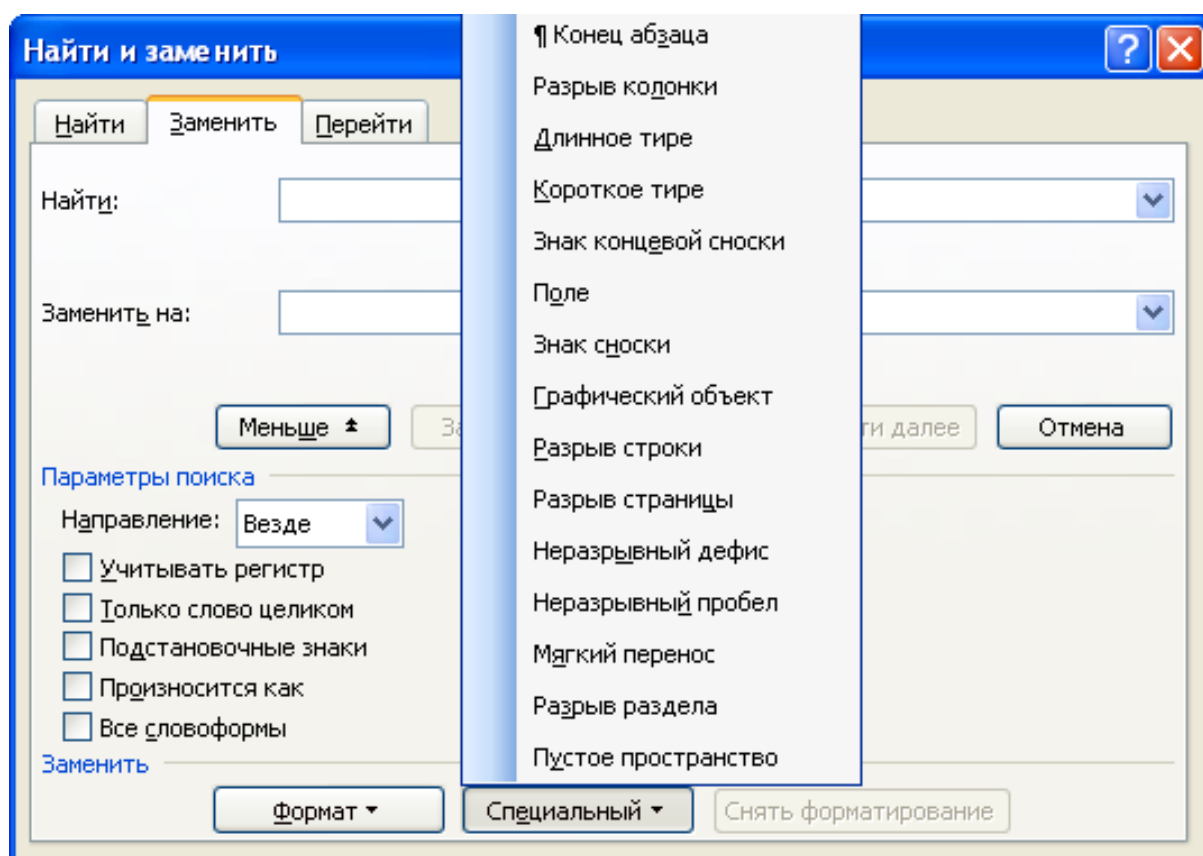 Найти и заменить
Найти
Заменить
Перейти
Найти:
Заменить на:
Меньше
За
ти далее
Отмена
Параметры поиска
Направление:
Везде
Учитывать регистр
Только слово целиком
Подстановочные знаки
Произносится как
Все словоформы
Заменить
Формат
Специальный
Снять форматирование
¶ Конец абзаца
Разрыв колонки
Длинное тире
Короткое тире
Знак концевой сноски
Поле
Знак сноски
Графический объект
Разрыв строки
Разрыв страницы
Неразрывный дефис
Неразрывный пробел
Мягкий перенос
Разрыв раздела
Пустое пространство